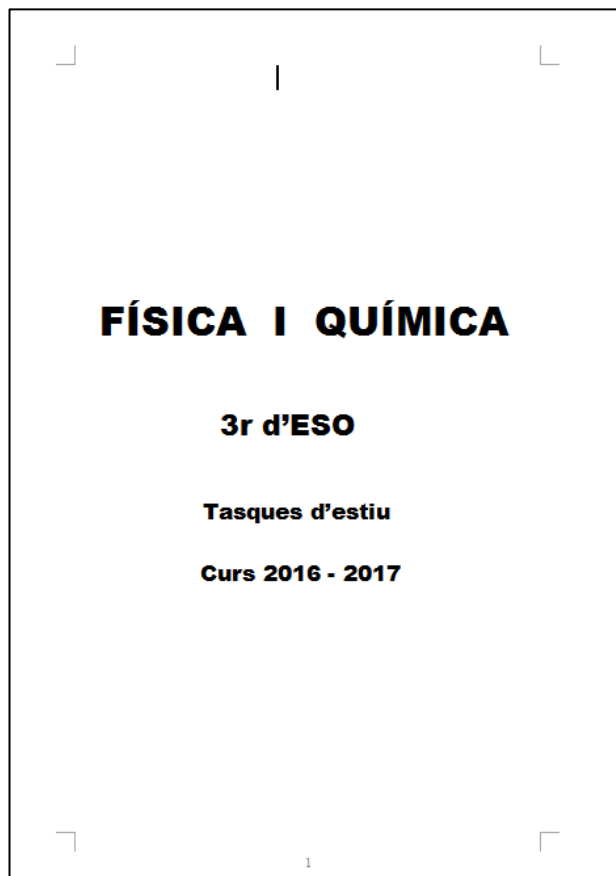 FÍSICA I QUÍMICA
3r d’ESO
Tasques d’estiu
Curs 2016 - 2017
1